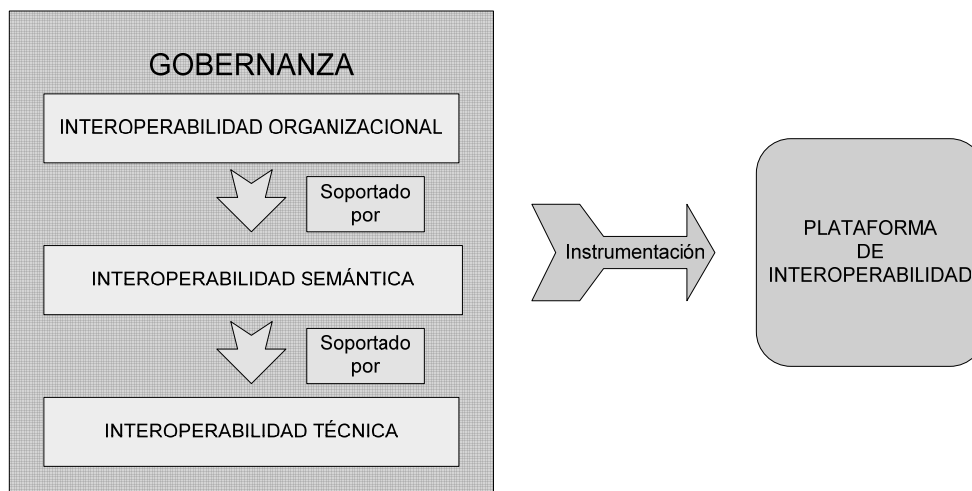 GOBERNANZA
INTEROPERABILIDAD ORGANIZACIONAL
Soportado
por
INTEROPERABILIDAD SEMÁNTICA
Soportado
por
INTEROPERABILIDAD TÉCNICA
Instrumentación
PLATAFORMA
DE
INTEROPERABILIDAD